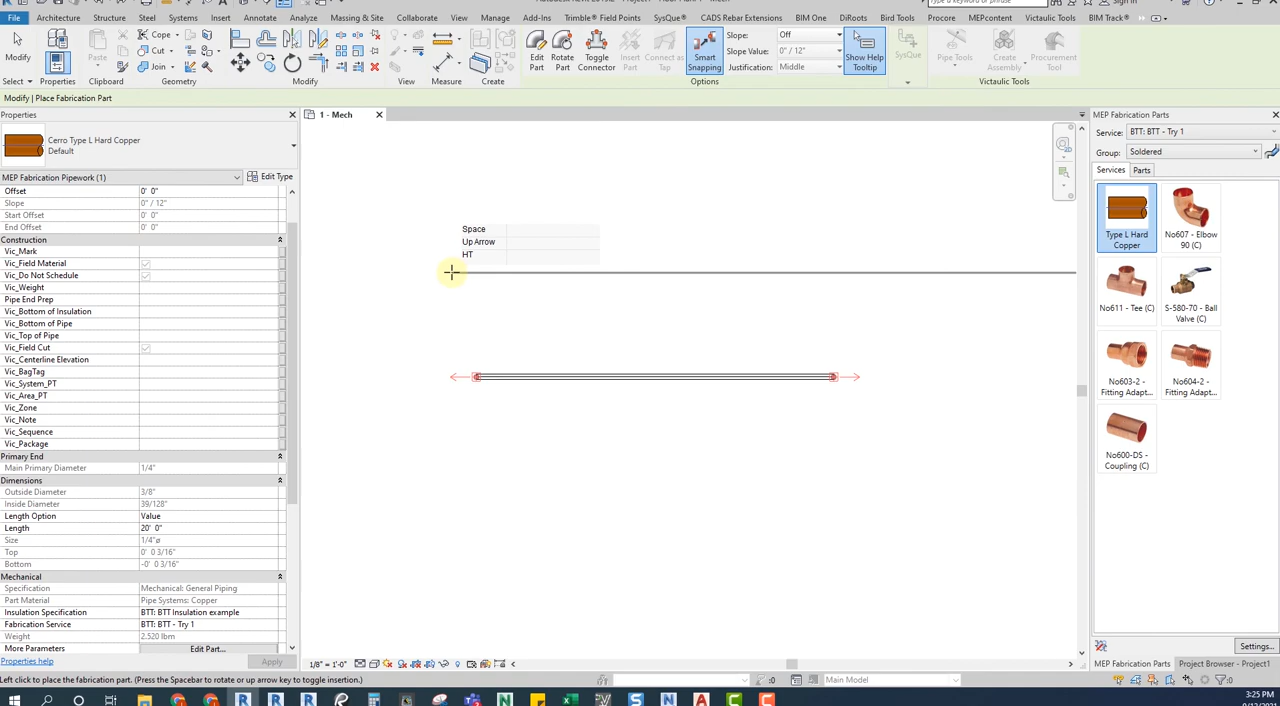 File Architecture Structure Steel Systems Insert Annotate Analyze Massing & Site Collaborate View Manage Add-Ins Trimble® Field Points SysQue® CADS Rebar Extensions BIM One DiRoots Bird Tools Procore MEPcontent Victaulic Tools BIM Track®
Modify Paste Cope Cut Join Edit Part Rotate Part Toggle Connector Insert Part Connect as Tap Smart Snapping Slope: Off
Slope Value: 0" / 12"
Justification: Middle
Show Help Tooltip SysQue Pipe Tools Create Assembly Procurement Tool
Select Properties Clipboard Geometry Modify View Measure Create Options Victaulic Tools
Modify | Place Fabrication Part
Properties
Cerro Type L Hard Copper
Default
MEP Fabrication Pipework (1) Edit Type
Offset 0' 0"
Slope 0" / 12"
Start Offset 0' 0"
End Offset 0' 0"
Construction
Vic_Mark
Vic_Field Material
Vic_Do Not Schedule
Vic_Weight
Pipe End Prep
Vic_Bottom of Insulation
Vic_Bottom of Pipe
Vic_Top of Pipe
Vic_Field Cut
Vic_Centerline Elevation
Vic_BagTag
Vic_System_PT
Vic_Area_PT
Vic_Zone
Vic_Note
Vic_Sequence
Vic_Package
Primary End
Main Primary Diameter 1/4"
Dimensions
Outside Diameter 3/8"
Inside Diameter 39/128"
Length Option Value
Length 20' 0"
Size 1/4"ø
Top 0' 0 3/16"
Bottom -0' 0 3/16"
Mechanical
Specification Mechanical: General Piping
Part Material Pipe Systems: Copper
Insulation Specification BTT: BTT Insulation example
Fabrication Service BTT: BTT - Try 1
Weight 2.520 lbm
More Parameters Edit Part...
Properties help Apply
1 - Mech
Space
Up Arrow
HT
1/8" = 1'-0"
MEP Fabrication Parts
Service: BTT: BTT - Try 1
Group: Soldered
Services Parts
Type L Hard Copper
No607 - Elbow 90 (C)
No611 - Tee (C)
S-580-70 - Ball Valve (C)
No603-2 - Fitting Adapt...
No604-2 - Fitting Adapt...
No600-DS - Coupling (C)
Settings...
MEP Fabrication Parts Project Browser - Project1
Left click to place the fabrication part. (Press the Spacebar to rotate or up arrow key to toggle insertion.) :0 Main Model :0
3:25 PM